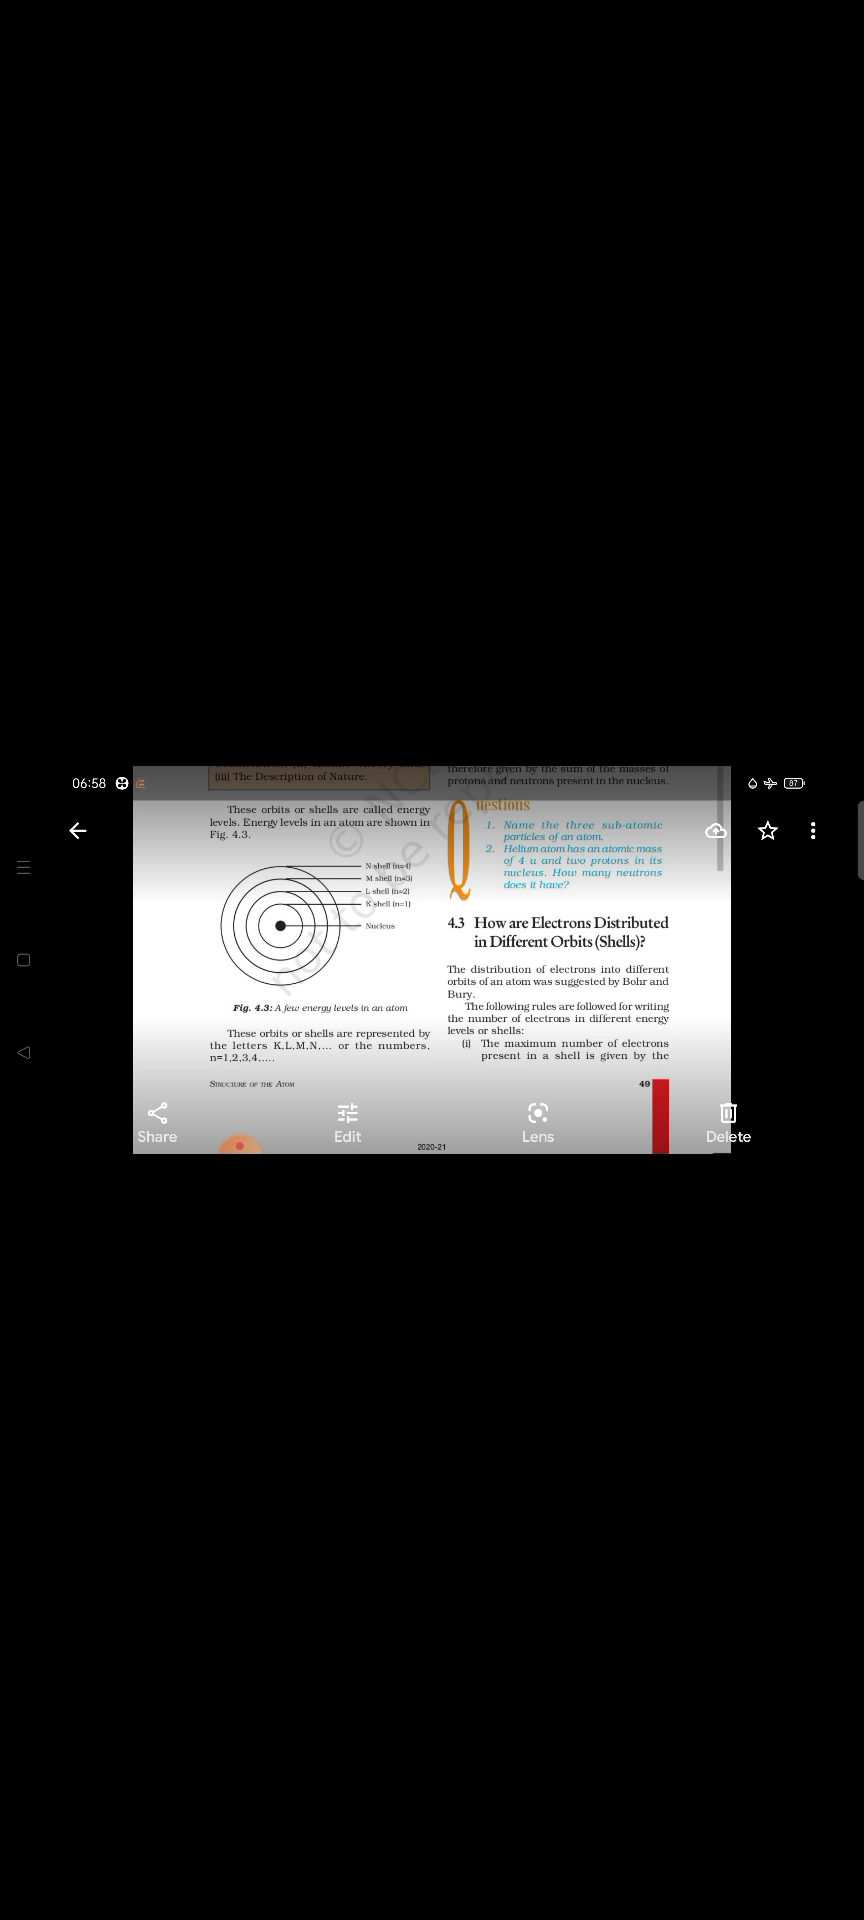 06:58
87
(iii) The Description of Nature.
These orbits or shells are called energy
levels. Energy levels in an atom are shown in
Fig. 4.3.
N shell (n=4)
M shell (n=3)
L shell (n=2)
K shell (n=1)
Nucleus
Fig. 4.3: A few energy levels in an atom
These orbits or shells are represented by
the letters K,L,M,N,... or the numbers,
n=1,2,3,4,....
STRUCTURE OF THE ATOM
therefore given by the sum of the masses of
protons and neutrons present in the nucleus.
Questions
1. Name the three sub-atomic
particles of an atom.
2. Helium atom has an atomic mass
of 4 u and two protons in its
nucleus. How many neutrons
does it have?
4.3 How are Electrons Distributed
in Different Orbits (Shells)?
The distribution of electrons into different
orbits of an atom was suggested by Bohr and
Bury.
The following rules are followed for writing
the number of electrons in different energy
levels or shells:
(i) The maximum number of electrons
present in a shell is given by the
49
© NC
not to be rep
Share
Edit
Lens
Delete
2020-21